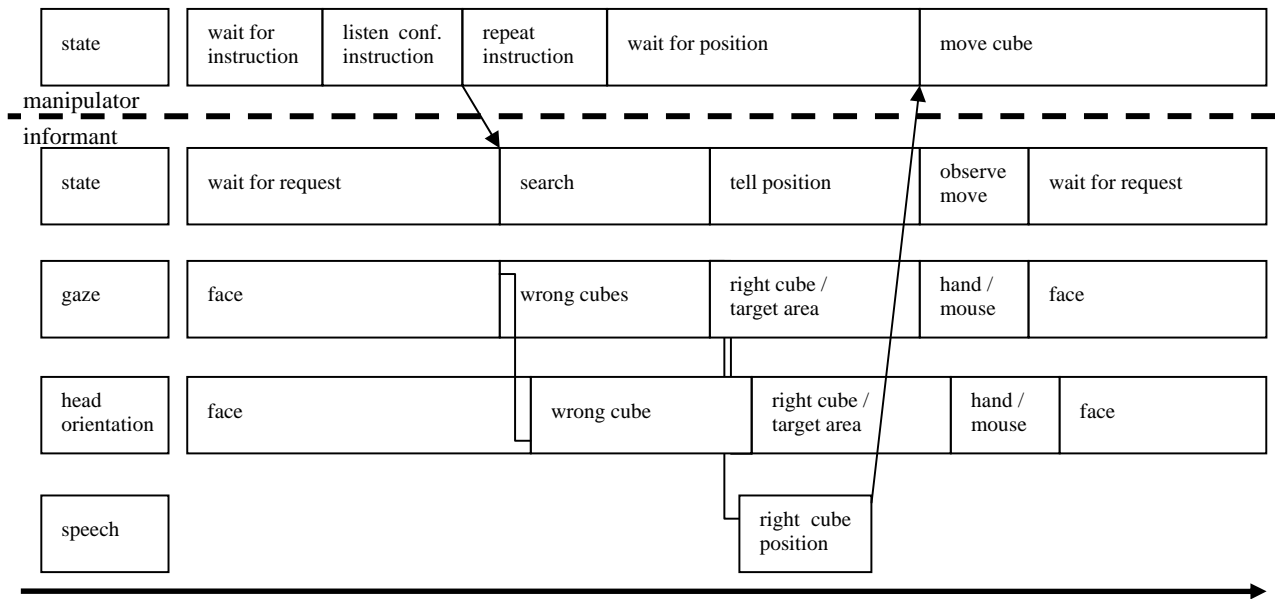 state
wait for
instruction
listen conf.
instruction
repeat
instruction
wait for position
move cube
manipulator
informant
state
wait for request
search
tell position
observe
move
wait for request
gaze
face
wrong cubes
right cube /
target area
hand /
mouse
face
head
orientation
face
wrong cube
right cube /
target area
hand /
mouse
face
speech
right cube
position